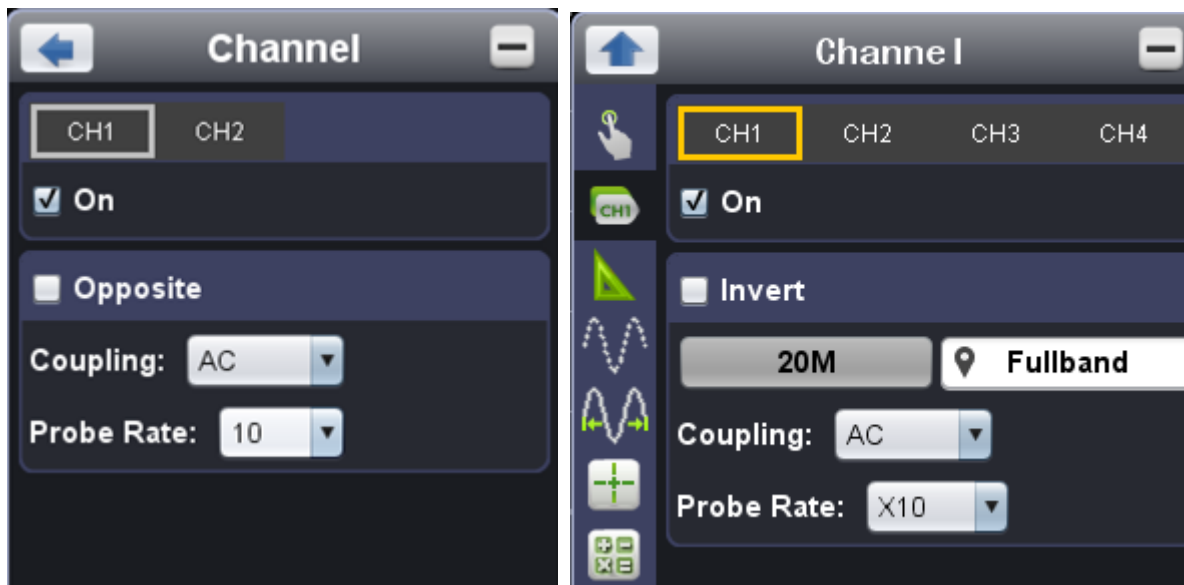 Channel
CH1 CH2
On
Opposite
Coupling: AC
Probe Rate: 10
Channel
CH1
CH1 CH2 CH3 CH4
On
Invert
20M Fullband
Coupling: AC
Probe Rate: X10